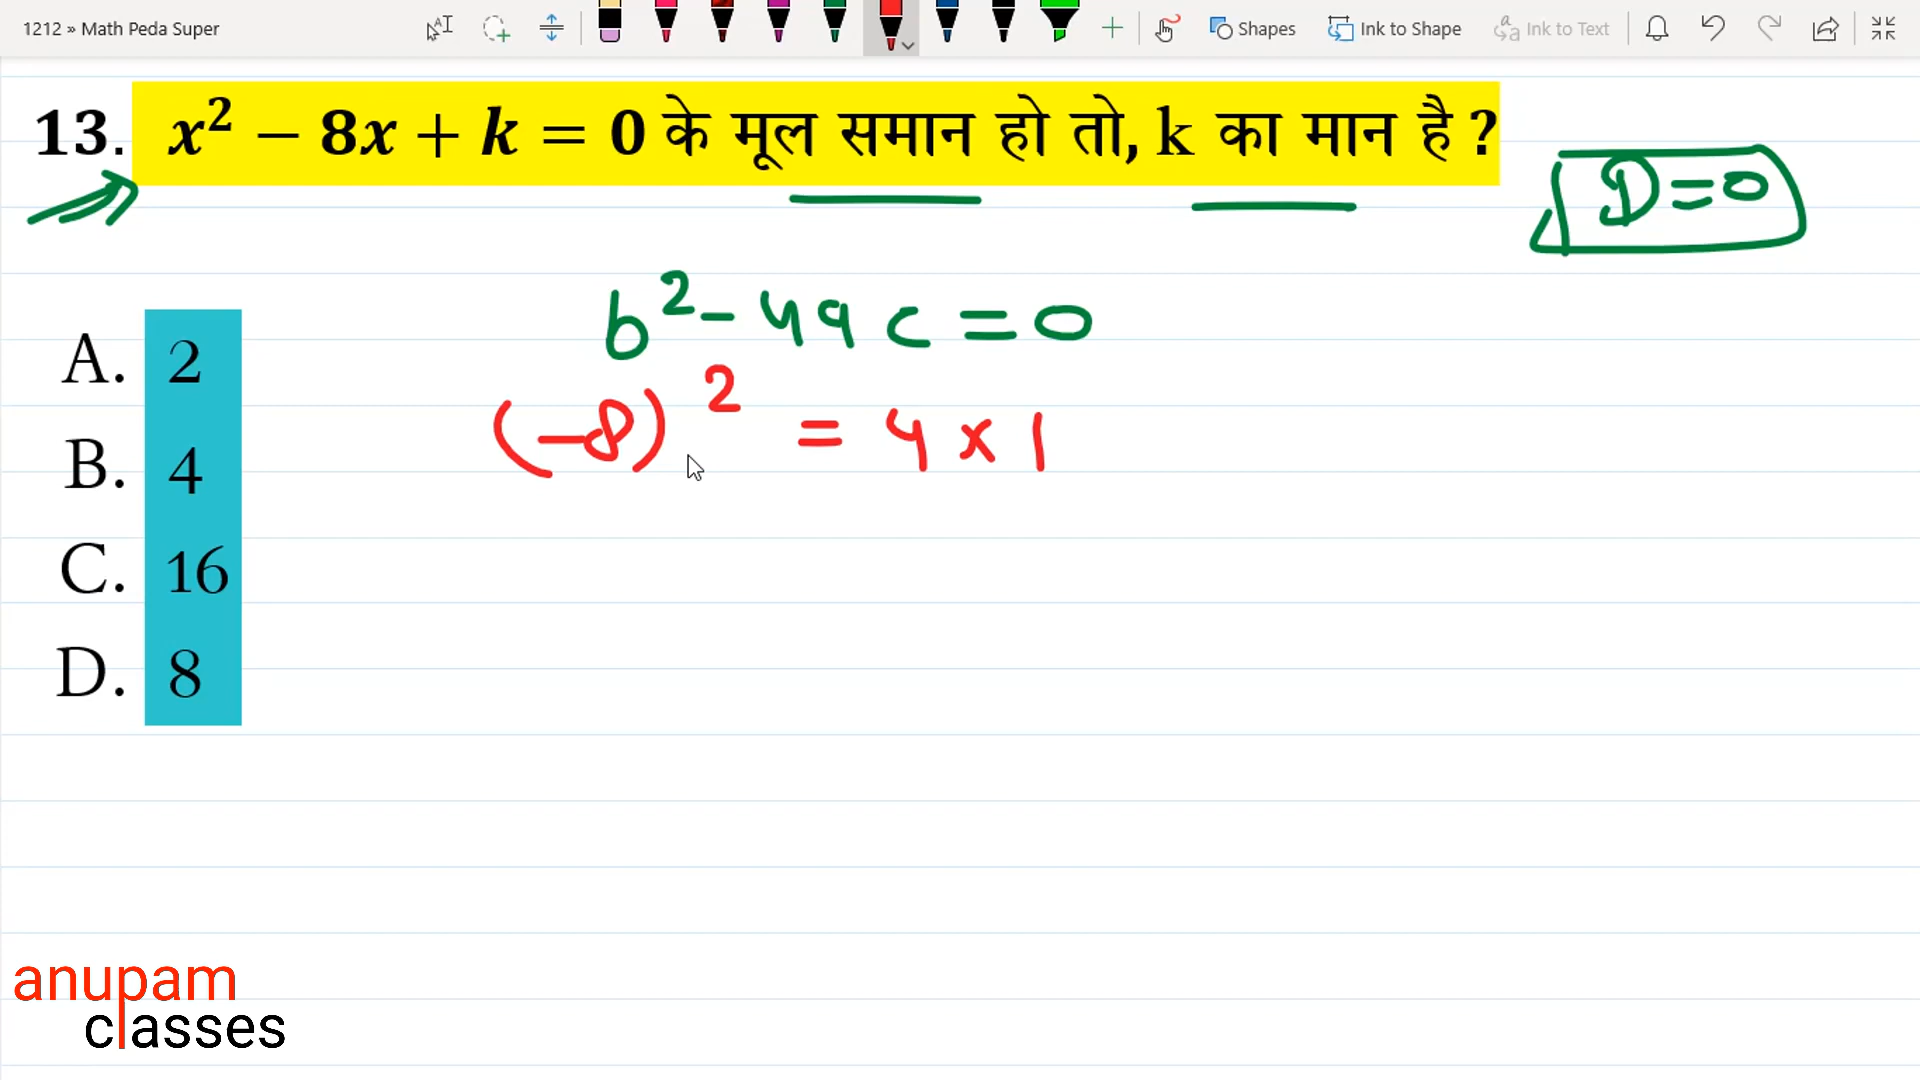 1212 » Math Peda Super
Shapes
Ink to Shape
Ink to Text
13. x² − 8x + k = 0 के मूल समान हो तो, k का मान है ?
D=0
b² - 4ac = 0
(-8)² = 4 × 1
A. 2
B. 4
C. 16
D. 8
anupam
classes